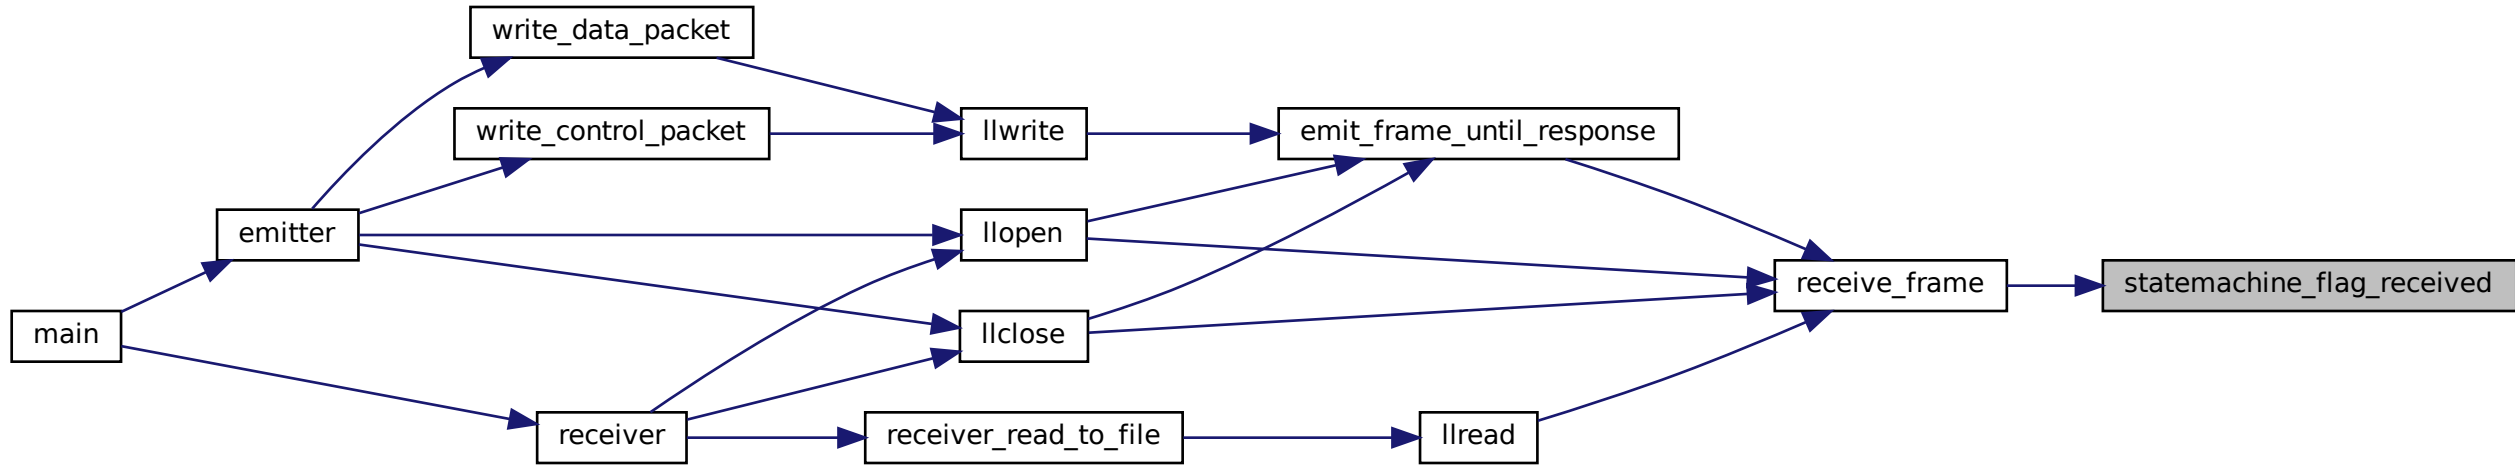 write_data_packet
write_control_packet
llwrite
emit_frame_until_response
emitter
llopen
receive_frame
statemachine_flag_received
main
llclose
receiver
receiver_read_to_file
llread